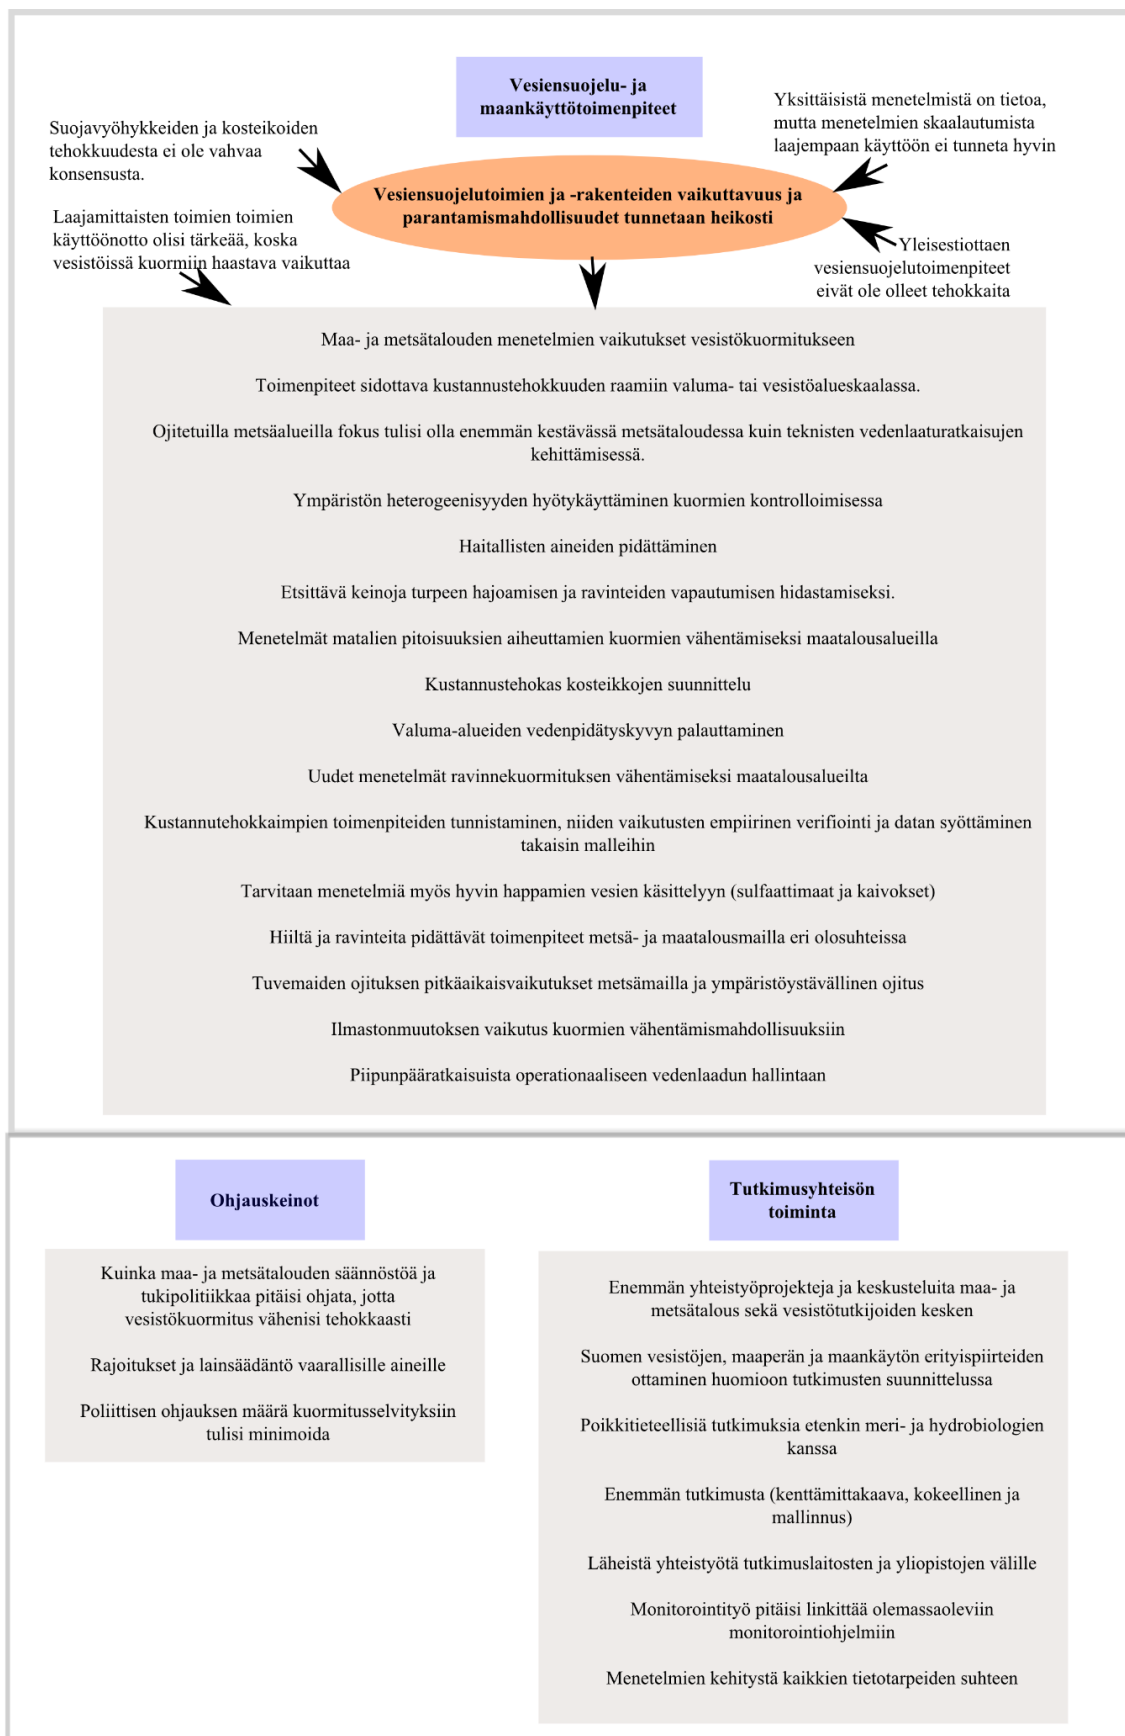 Vesiensuojelu- ja
maankäyttötoimenpiteet
Suojavyöhykkeiden ja kosteikoiden
tehokkuudesta ei ole vahvaa
konsensusta.
Yksittäisistä menetelmistä on tietoa,
mutta menetelmien skaalautumista
laajempaan käyttöön ei tunneta hyvin
Vesiensuojelutoimien ja -rakenteiden vaikuttavuus ja
parantamismahdollisuudet tunnetaan heikosti
Laajamittaisten toimien toimien
käyttöönotto olisi tärkeää, koska
vesistöissä kuormiin haastava vaikuttaa
Yleisestiottaen
vesiensuojelutoimenpiteet
eivät ole olleet tehokkaita
Maa- ja metsätalouden menetelmien vaikutukset vesistökuormitukseen
Toimenpiteet sidottava kustannustehokkuuden raamiin valuma- tai vesistöalueskaalassa.
Ojitetuilla metsäalueilla fokus tulisi olla enemmän kestävässä metsätaloudessa kuin teknisten vedenlaaturatkaisujen
kehittämisessä.
Ympäristön heterogeenisyyden hyötykäyttäminen kuormien kontrolloimisessa
Haitallisten aineiden pidättäminen
Etsittävä keinoja turpeen hajoamisen ja ravinteiden vapautumisen hidastamiseksi.
Menetelmät matalien pitoisuuksien aiheuttamien kuormien vähentämiseksi maatalousalueilla
Kustannustehokas kosteikkojen suunnittelu
Valuma-alueiden vedenpidätyskyvyn palauttaminen
Uudet menetelmät ravinnekuormituksen vähentämiseksi maatalousalueilta
Kustannutehokkaimpien toimenpiteiden tunnistaminen, niiden vaikutusten empiirinen verifiointi ja datan syöttäminen
takaisin malleihin
Tarvitaan menetelmiä myös hyvin happamien vesien käsittelyyn (sulfaattimaat ja kaivokset)
Hiiltä ja ravinteita pidättävät toimenpiteet metsä- ja maatalousmailla eri olosuhteissa
Tuvemaiden ojituksen pitkäaikaisvaikutukset metsämailla ja ympäristöystävällinen ojitus
Ilmastonmuutoksen vaikutus kuormien vähentämismahdollisuuksiin
Piipunpääratkaisuista operationaaliseen vedenlaadun hallintaan
Ohjauskeinot
Kuinka maa- ja metsätalouden säännöstöä ja
tukipolitiikkaa pitäisi ohjata, jotta
vesistökuormitus vähenisi tehokkaasti
Rajoitukset ja lainsäädäntö vaarallisille aineille
Poliittisen ohjauksen määrä kuormitusselvityksiin
tulisi minimoida
Tutkimusyhteisön
toiminta
Enemmän yhteistyöprojekteja ja keskusteluita maa- ja
metsätalous sekä vesistötutkijoiden kesken
Suomen vesistöjen, maaperän ja maankäytön erityispiirteiden
ottaminen huomioon tutkimusten suunnittelussa
Poikkitieteellisiä tutkimuksia etenkin meri- ja hydrobiologien
kanssa
Enemmän tutkimusta (kenttämittakaava, kokeellinen ja
mallinnus)
Läheistä yhteistyötä tutkimuslaitosten ja yliopistojen välille
Monitorointityö pitäisi linkittää olemassaoleviin
monitorointiohjelmiin
Menetelmien kehitystä kaikkien tietotarpeiden suhteen